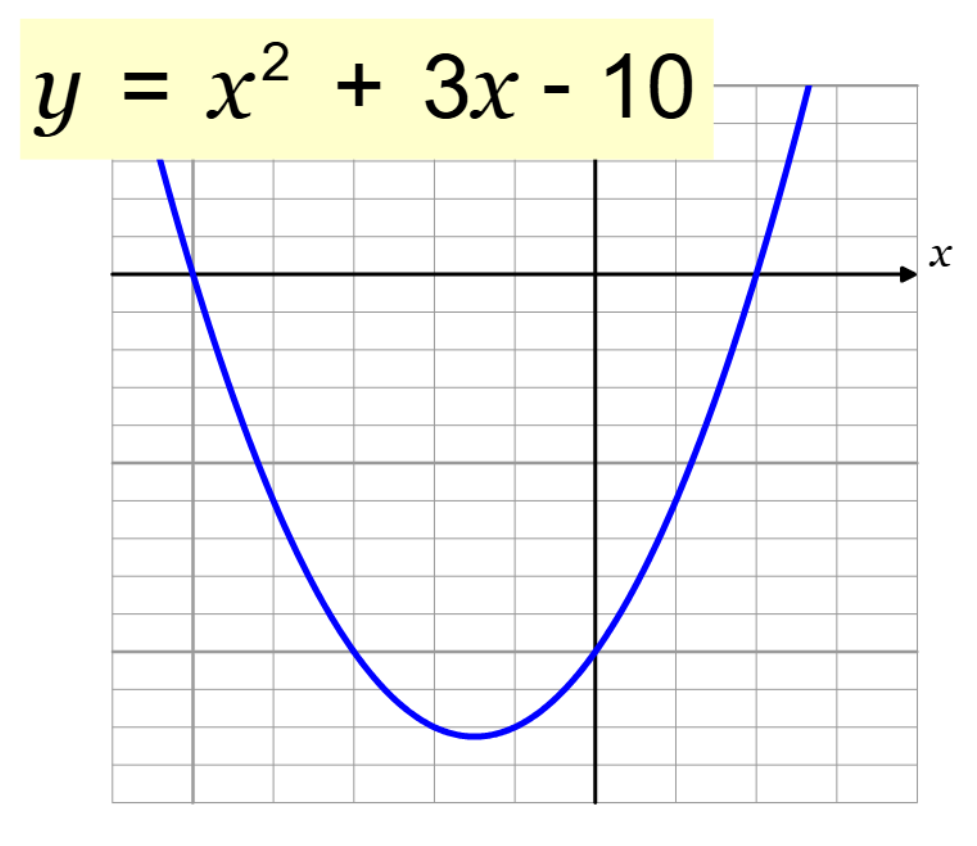 y = x² + 3x - 10
x